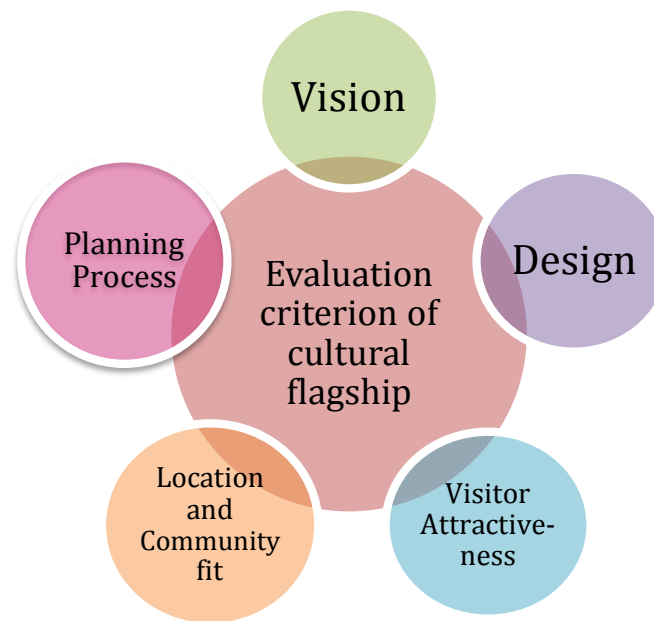 Vision
Planning
Process
Design
Evaluation
criterion of
cultural
flagship
Location
and
Community
fit
Visitor
Attractive-
ness